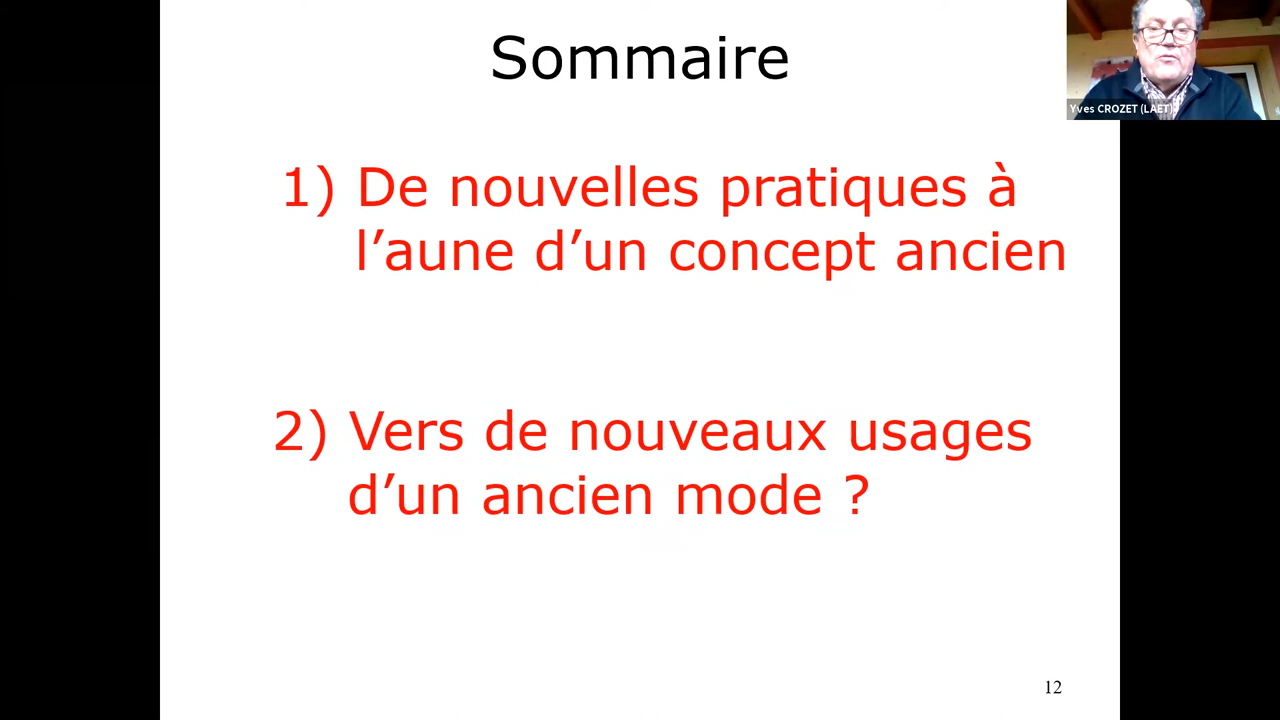 Sommaire
Yves CROZET (LAET)
1) De nouvelles pratiques à
l’aune d’un concept ancien
2) Vers de nouveaux usages
d’un ancien mode ?
12